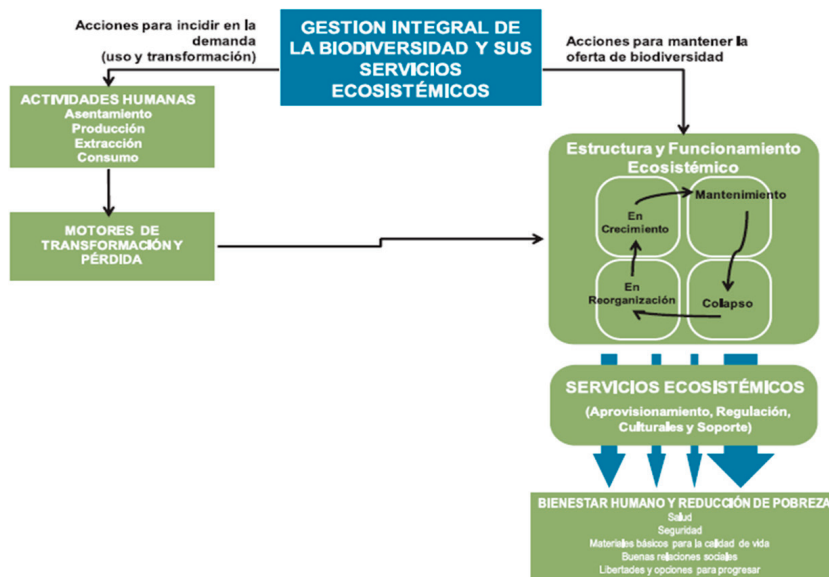 GESTION INTEGRAL DE
LA BIODIVERSIDAD Y SUS
SERVICIOS
ECOSISTÉMICOS
Acciones para incidir en la
demanda
(uso y transformación)
Acciones para mantener la
oferta de biodiversidad
ACTIVIDADES HUMANAS
Asentamiento
Producción
Extracción
Consumo
MOTORES DE
TRANSFORMACIÓN Y
PÉRDIDA
Estructura y Funcionamiento
Ecosistémico
Mantenimiento
En
Crecimiento
En
Reorganización
Colapso
SERVICIOS ECOSISTÉMICOS
(Aprovisionamiento, Regulación,
Culturales y Soporte)
BIENESTAR HUMANO Y REDUCCIÓN DE POBREZA
Salud
Seguridad
Materiales básicos para la calidad de vida
Buenas relaciones sociales
Libertades y opciones para progresar